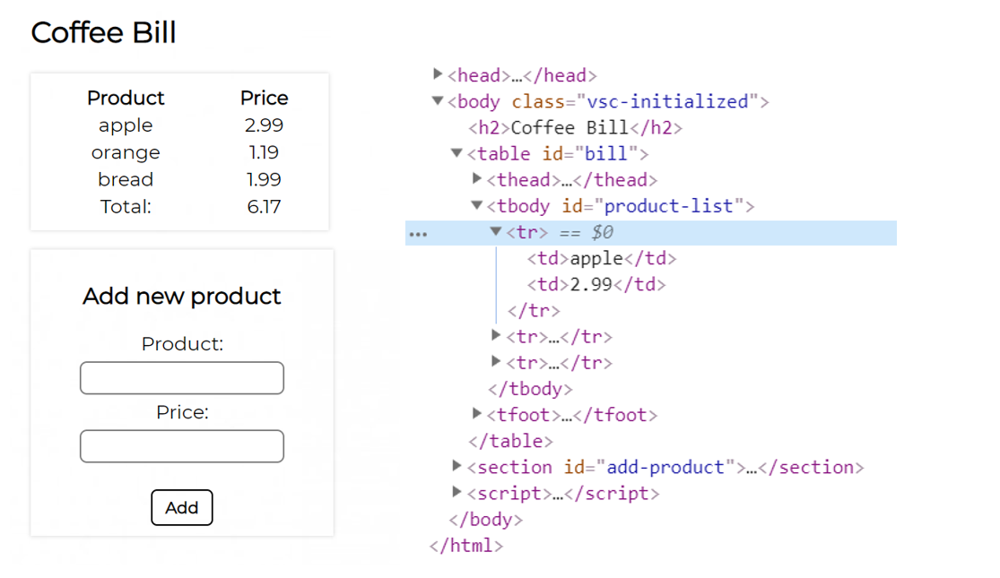 Coffee Bill
Product Price
apple 2.99
orange 1.19
bread 1.99
Total: 6.17
Add new product
Product:
Price:
Add
▶<head>…</head>
▼<body class="vsc-initialized">
<h2>Coffee Bill</h2>
▼<table id="bill">
▶<thead>…</thead>
▼<tbody id="product-list">
… ▼<tr> == $0
<td>apple</td>
<td>2.99</td>
</tr>
▶<tr>…</tr>
▶<tr>…</tr>
</tbody>
▶<tfoot>…</tfoot>
</table>
▶<section id="add-product">…</section>
▶<script>…</script>
</body>
</html>